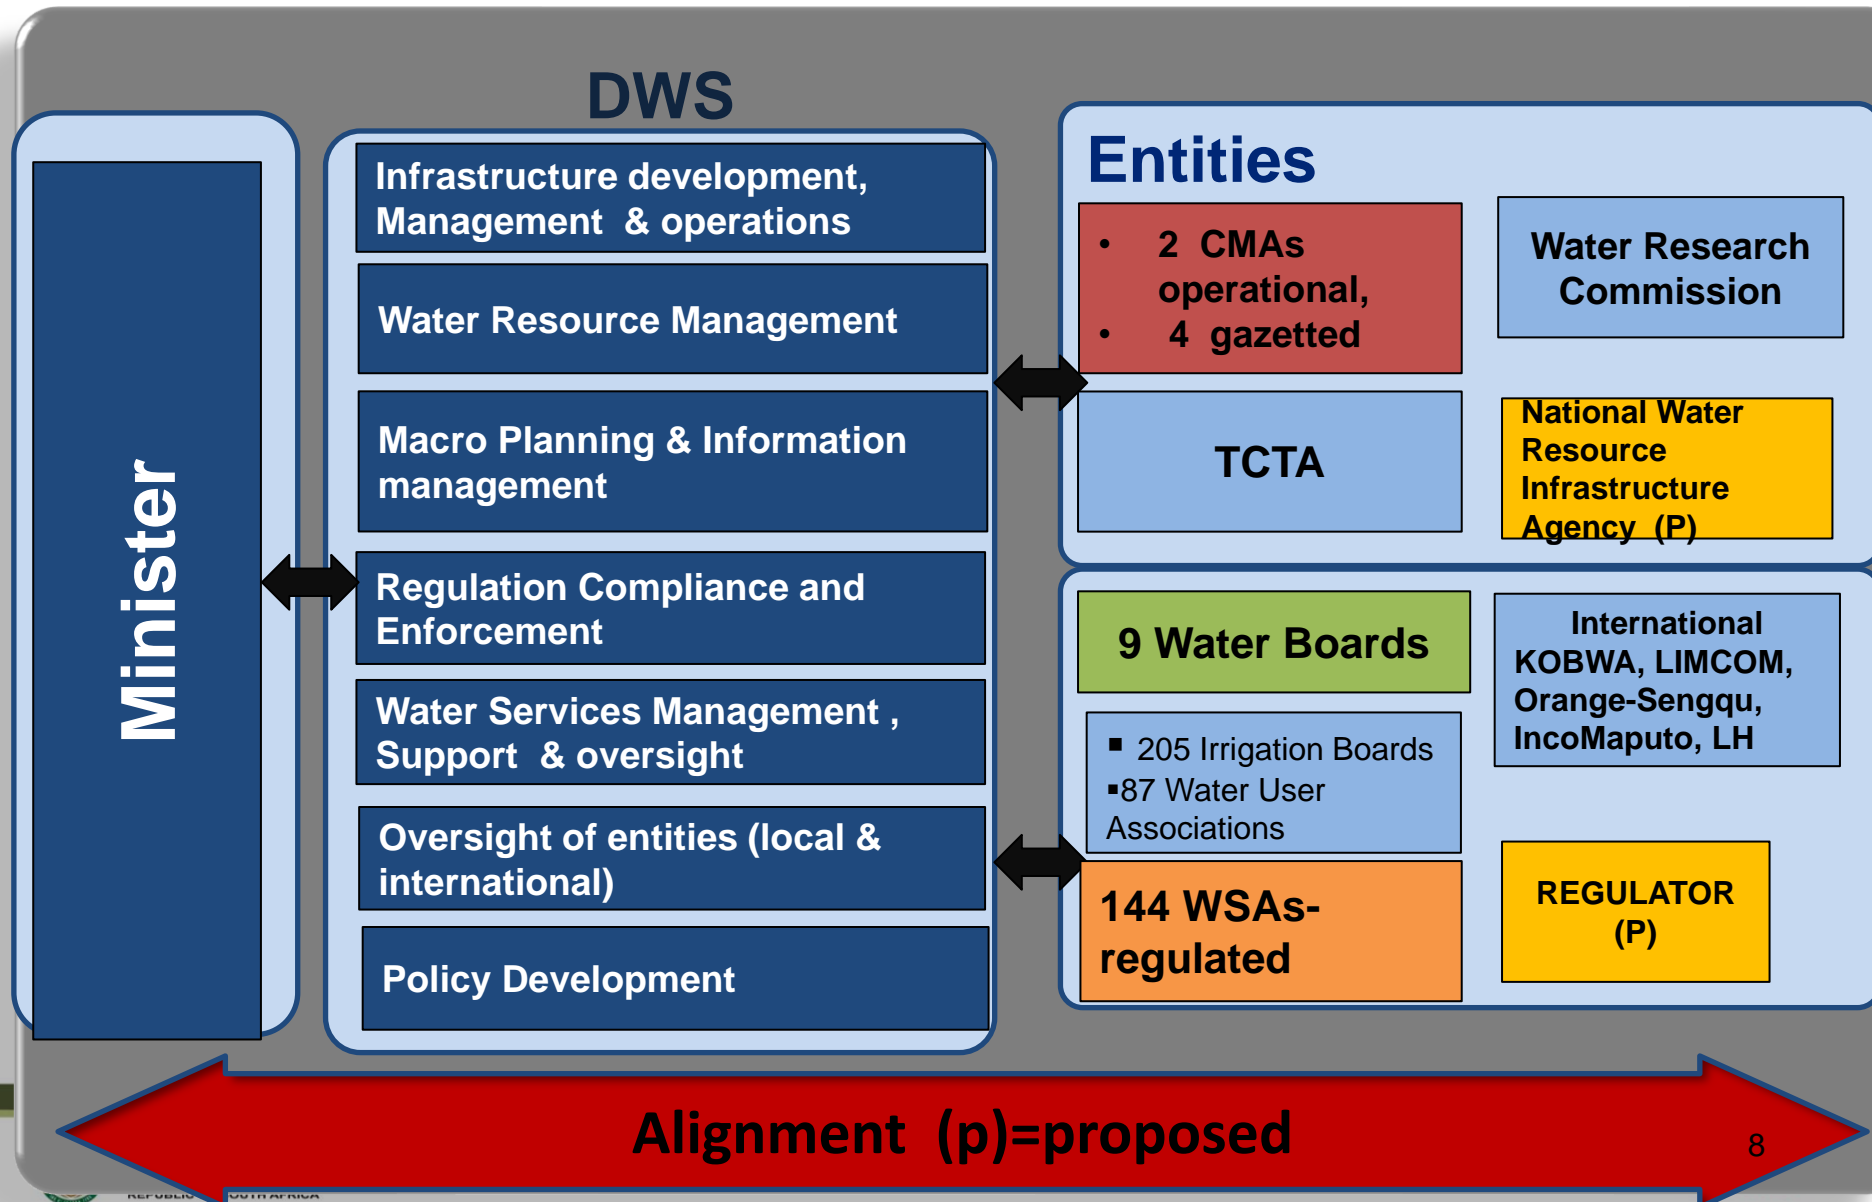 DWS
Minister
Infrastructure development,
Management & operations
Water Resource Management
Macro Planning & Information
management
Regulation Compliance and
Enforcement
Water Services Management ,
Support & oversight
Oversight of entities (local &
international)
Policy Development
Entities
• 2 CMAs
operational,
• 4 gazetted
Water Research
Commission
TCTA
National Water
Resource
Infrastructure
Agency (P)
9 Water Boards
International
KOBWA, LIMCOM,
Orange-Sengqu,
IncoMaputo, LH
▪ 205 Irrigation Boards
▪87 Water User
Associations
144 WSAs-
regulated
REGULATOR
(P)
Alignment (p)=proposed
8
REPUBLIC SOUTH AFRICA